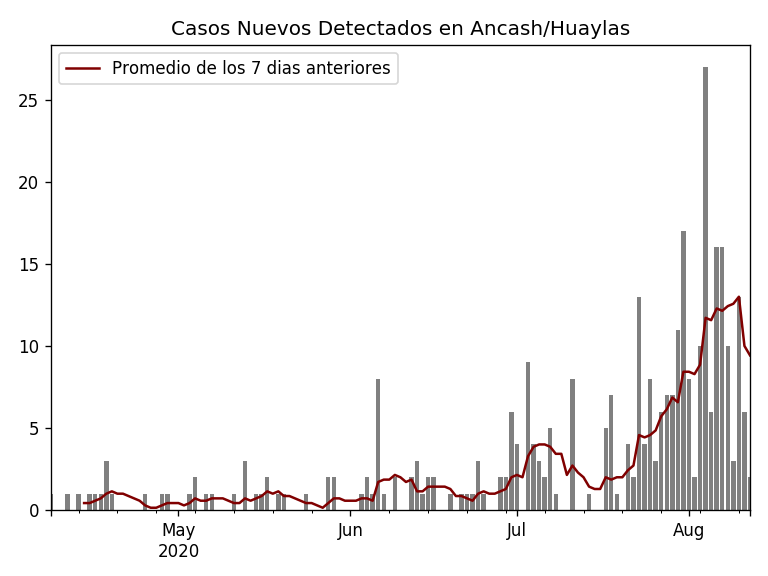 Casos Nuevos Detectados en Ancash/Huaylas
Promedio de los 7 dias anteriores
25
20
15
10
5
0
May
2020
Jun
Jul
Aug